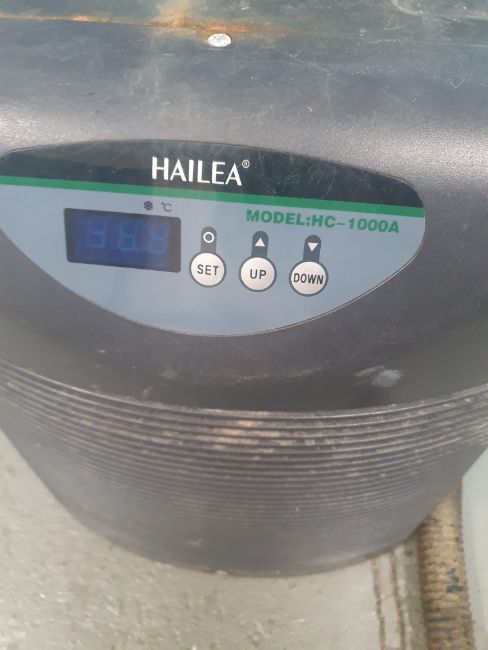 HAILEA®
℃
MODEL:HC-1000A
SET
UP
DOWN